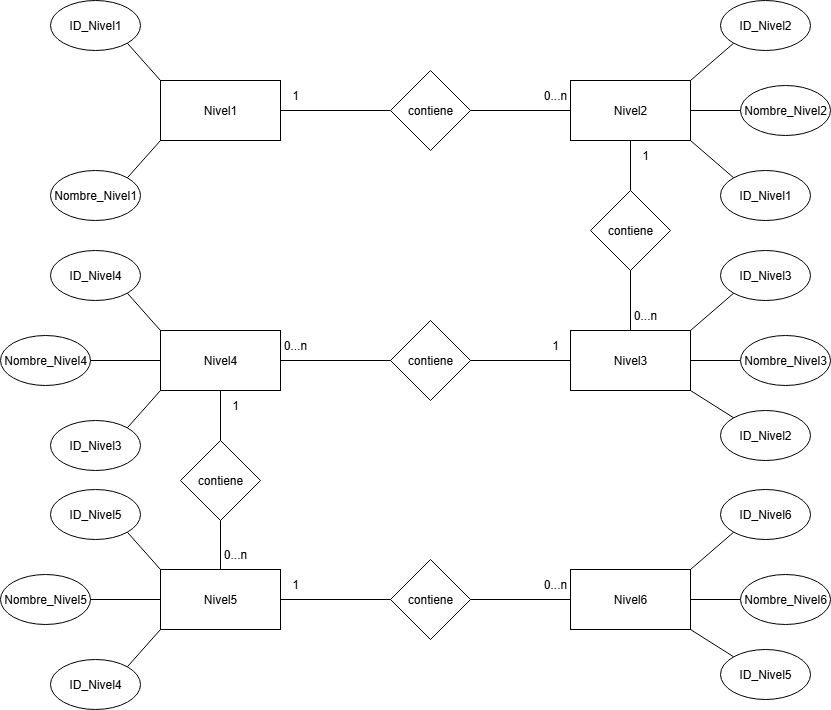 ID_Nivel1
ID_Nivel2
1
0...n
Nivel1
contiene
Nivel2
Nombre_Nivel2
1
Nombre_Nivel1
ID_Nivel1
contiene
ID_Nivel4
ID_Nivel3
0...n
0...n
1
Nombre_Nivel4
Nivel4
contiene
Nivel3
Nombre_Nivel3
1
ID_Nivel3
ID_Nivel2
contiene
ID_Nivel5
ID_Nivel6
0...n
1
0...n
Nombre_Nivel5
Nivel5
contiene
Nivel6
Nombre_Nivel6
ID_Nivel4
ID_Nivel5